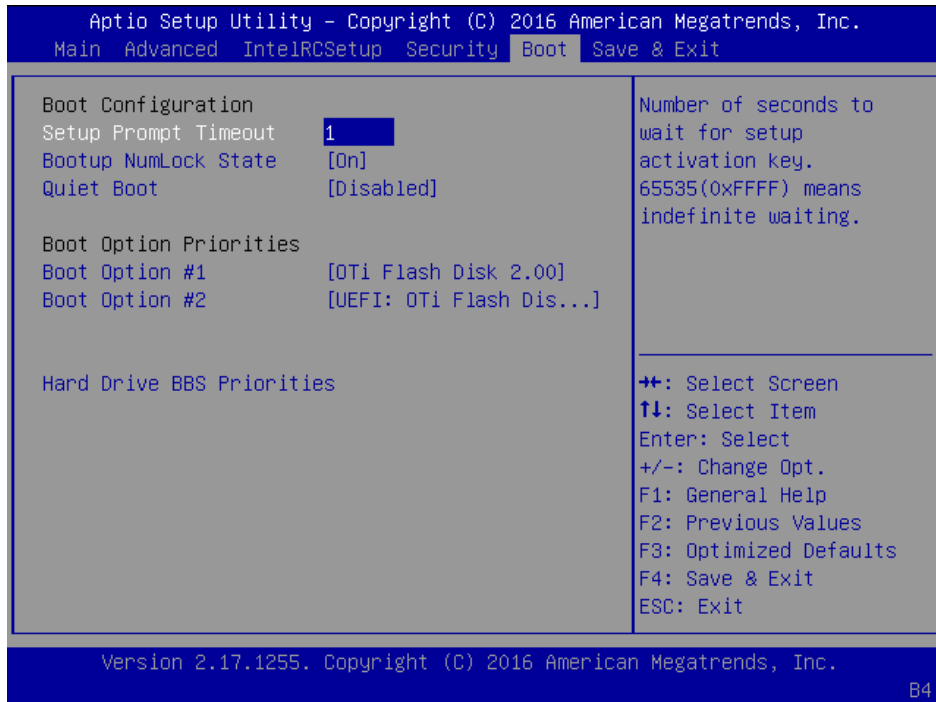 Aptio Setup Utility – Copyright (C) 2016 American Megatrends, Inc.
Main Advanced IntelRCSetup Security Boot Save & Exit
Boot Configuration
Setup Prompt Timeout 1
Bootup NumLock State [On]
Quiet Boot [Disabled]
Boot Option Priorities
Boot Option #1 [OTi Flash Disk 2.00]
Boot Option #2 [UEFI: OTi Flash Dis...]
Hard Drive BBS Priorities
Number of seconds to
wait for setup
activation key.
65535(0xFFFF) means
indefinite waiting.
→←: Select Screen
↑↓: Select Item
Enter: Select
+/-: Change Opt.
F1: General Help
F2: Previous Values
F3: Optimized Defaults
F4: Save & Exit
ESC: Exit
Version 2.17.1255. Copyright (C) 2016 American Megatrends, Inc.
B4